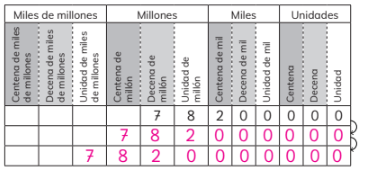 Miles de millones Millones Miles Unidades
Centena de miles de millones Decena de miles de millones Unidad de miles de millones Centena de millón Decena de millón Unidad de millón Centena de mil Decena de mil Unidad de mil Centena Decena Unidad
7 8 2 0 0 0 0 0
7 8 2 0 0 0 0 0 0
7 8 2 0 0 0 0 0 0 0